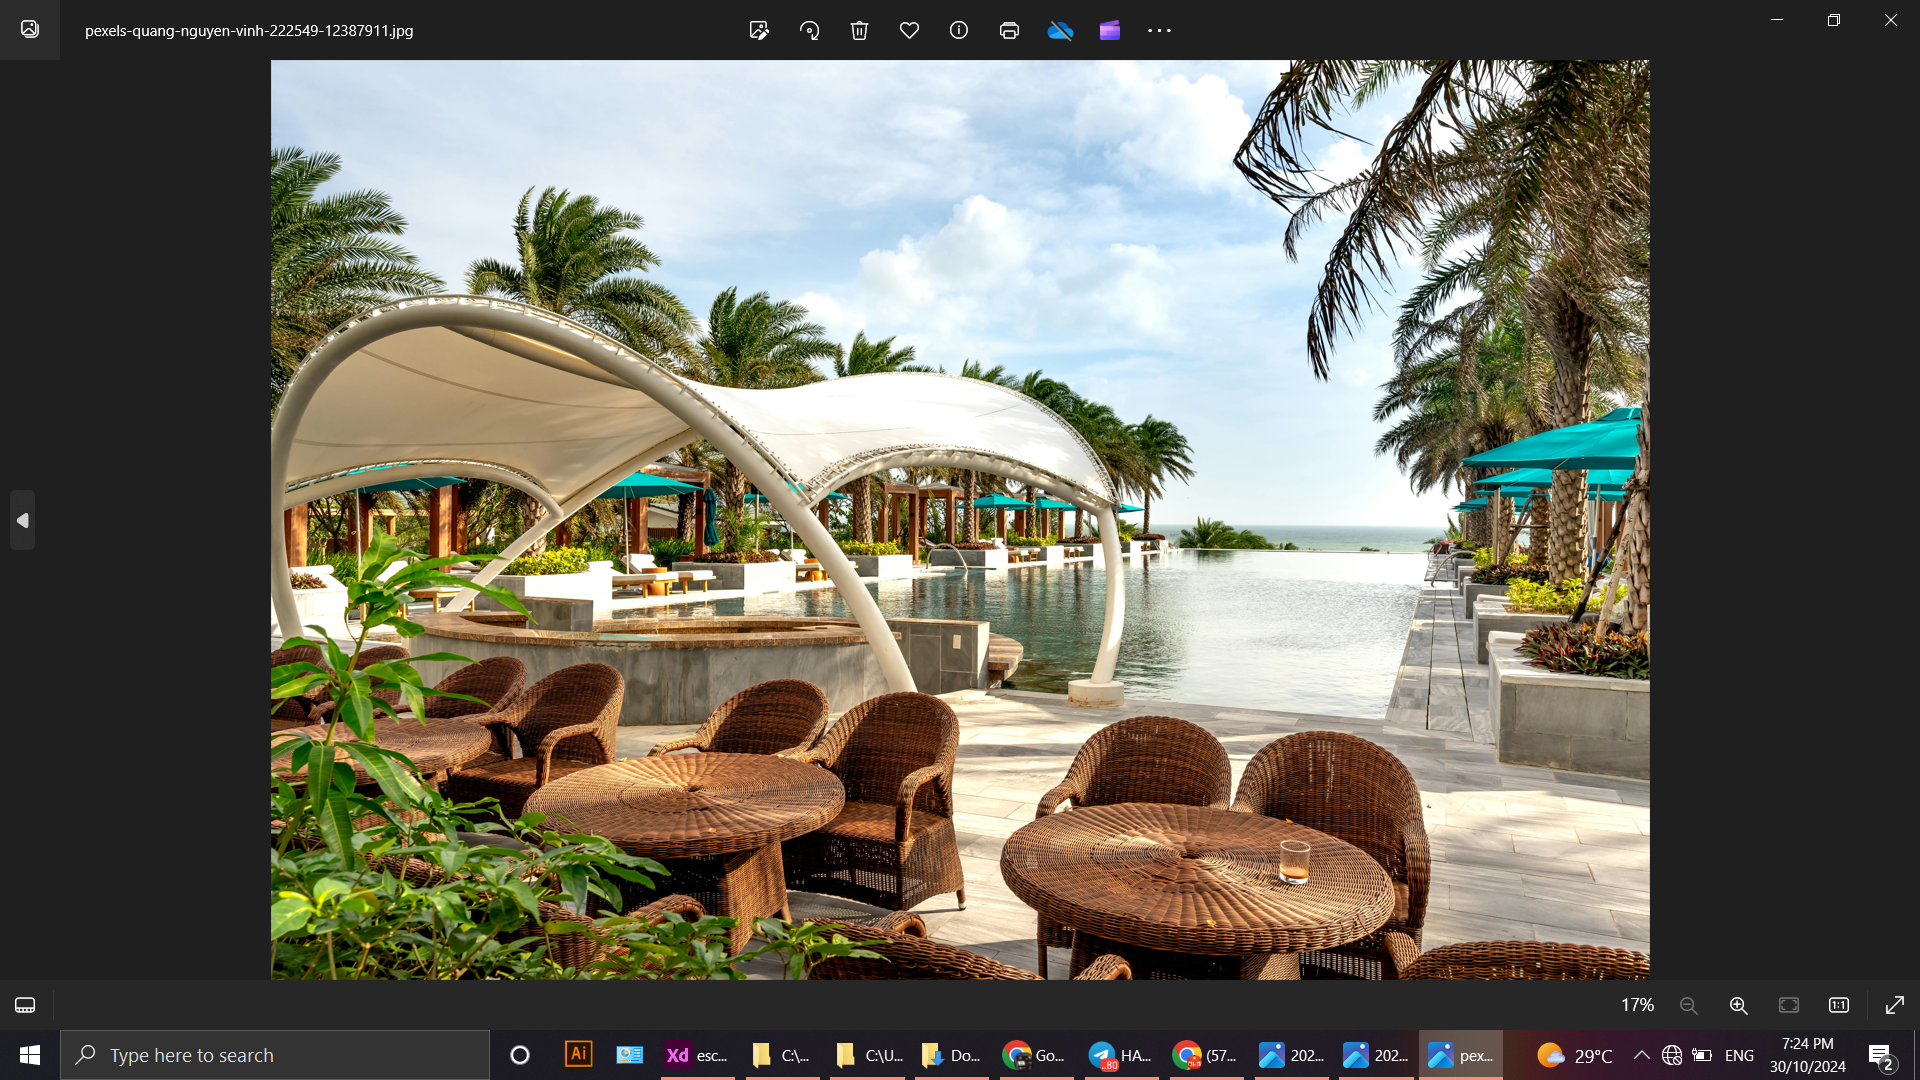 pexels-quang-nguyen-vinh-222549-12387911.jpg
17%
1:1
Type here to search
Ai
Xd esc...
C:\...
C:\U...
Do...
Go...
HA...
80
(57...
202...
202...
pex...
29°C
ENG
7:24 PM
30/10/2024
2